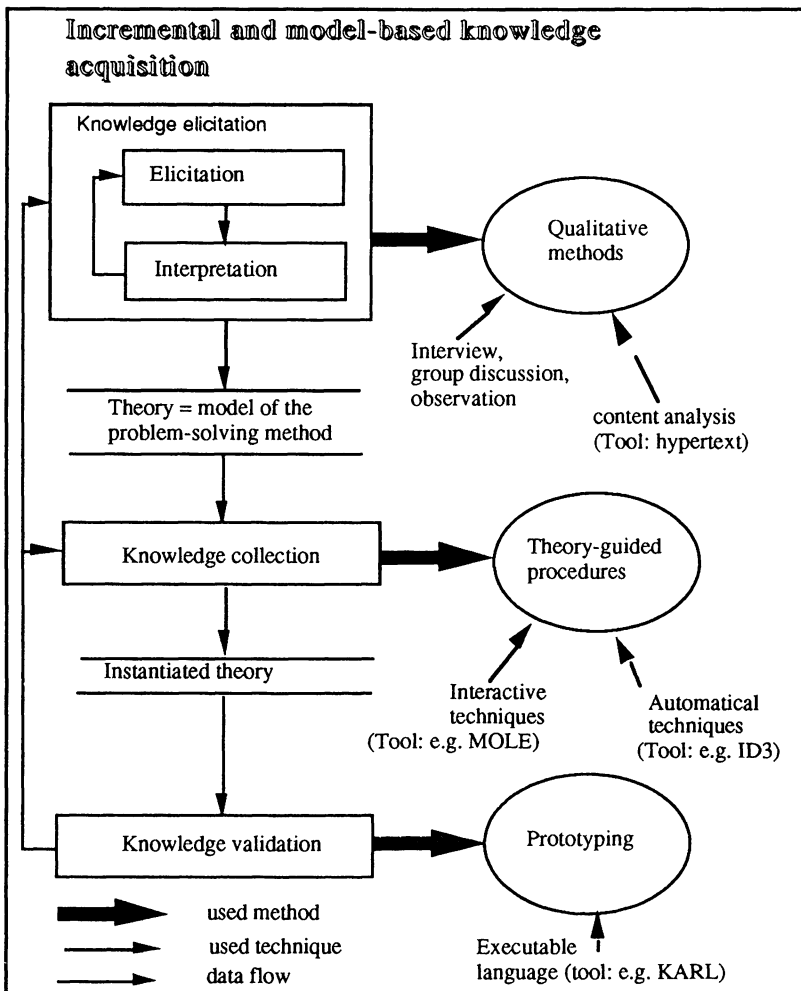 Incremental and model-based knowledge
acquisition
Knowledge elicitation
Elicitation
Interpretation
Qualitative
methods
Interview,
group discussion,
observation
content analysis
(Tool: hypertext)
Theory = model of the
problem-solving method
Knowledge collection
Theory-guided
procedures
Instantiated theory
Interactive
techniques
(Tool: e.g. MOLE)
Automatical
techniques
(Tool: e.g. ID3)
Knowledge validation
Prototyping
used method
used technique
data flow
Executable
language (tool: e.g. KARL)